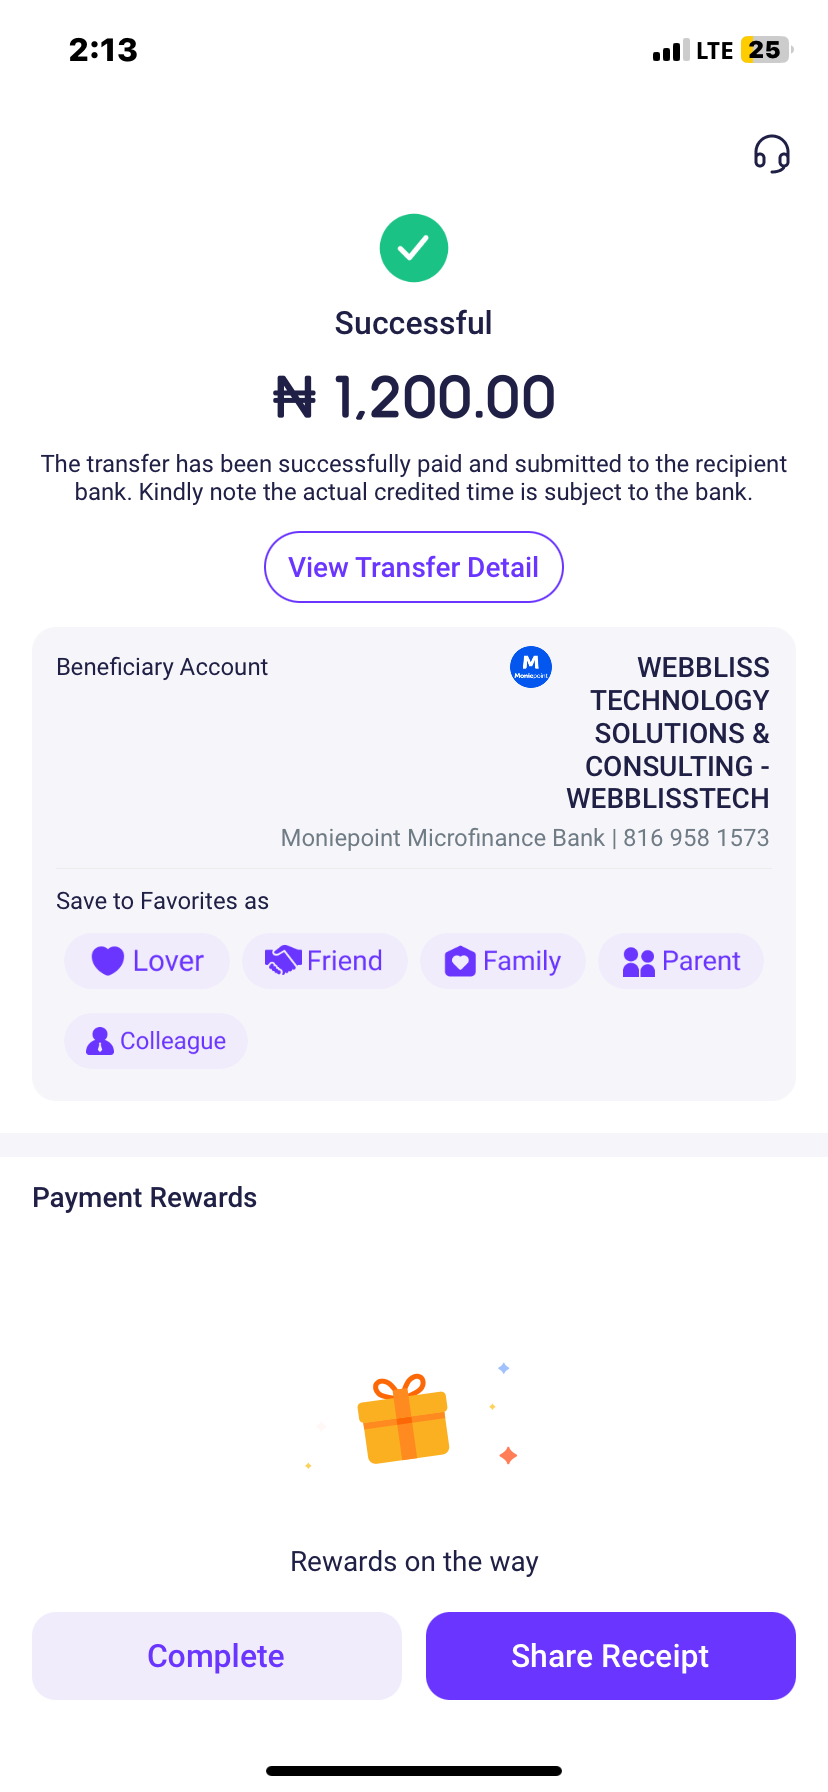 2:13
LTE 25
Successful
₦ 1,200.00
The transfer has been successfully paid and submitted to the recipient
bank. Kindly note the actual credited time is subject to the bank.
View Transfer Detail
Beneficiary Account
M
Moniepoint
WEBBLISS
TECHNOLOGY
SOLUTIONS &
CONSULTING -
WEBBLISSTECH
Moniepoint Microfinance Bank | 816 958 1573
Save to Favorites as
Lover Friend Family Parent
Colleague
Payment Rewards
Rewards on the way
Complete Share Receipt